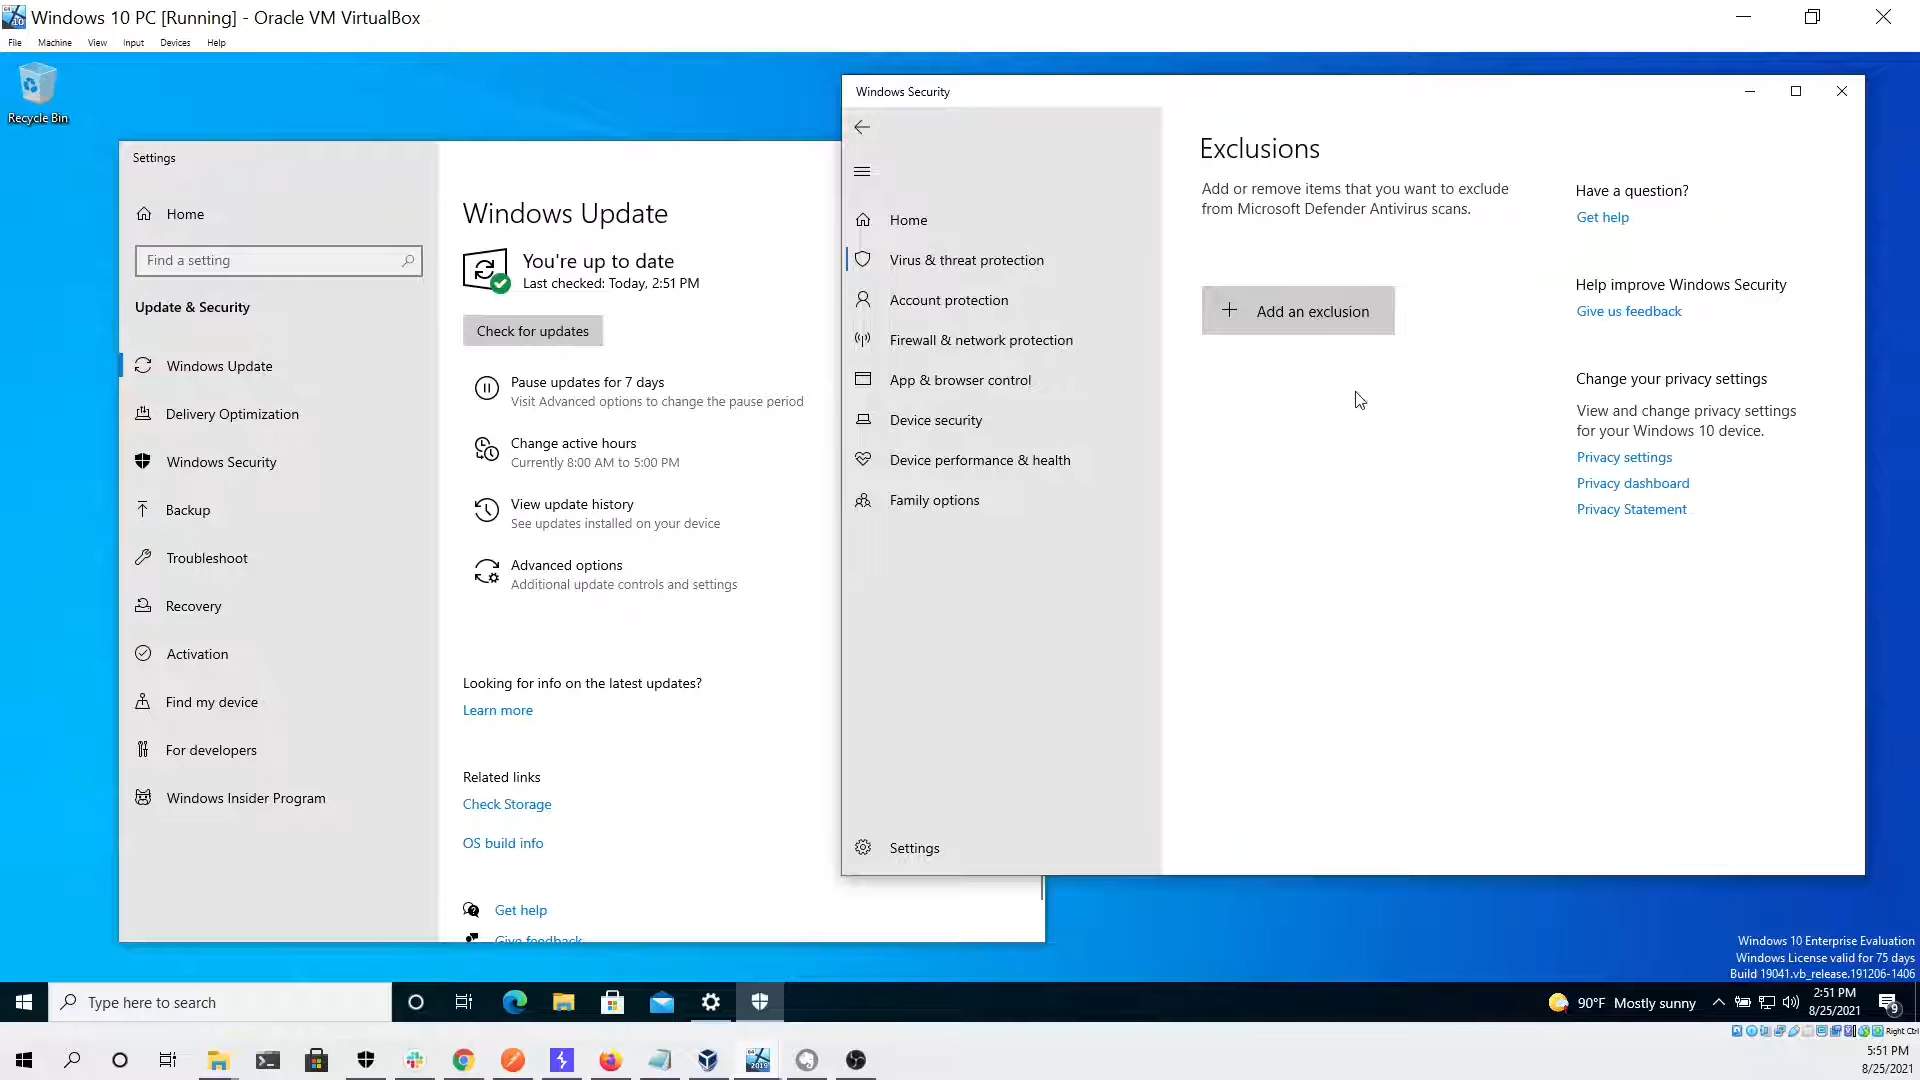 Windows 10 PC [Running] - Oracle VM VirtualBox
File Machine View Input Devices Help
Recycle Bin
Settings
Home
Find a setting
Update & Security
Windows Update
Delivery Optimization
Windows Security
Backup
Troubleshoot
Recovery
Activation
Find my device
For developers
Windows Insider Program
Windows Update
You're up to date
Last checked: Today, 2:51 PM
Check for updates
Pause updates for 7 days
Visit Advanced options to change the pause period
Change active hours
Currently 8:00 AM to 5:00 PM
View update history
See updates installed on your device
Advanced options
Additional update controls and settings
Looking for info on the latest updates?
Learn more
Related links
Check Storage
OS build info
Get help
Give feedback
Windows Security
Home
Virus & threat protection
Account protection
Firewall & network protection
App & browser control
Device security
Device performance & health
Family options
Settings
Exclusions
Add or remove items that you want to exclude
from Microsoft Defender Antivirus scans.
Add an exclusion
Have a question?
Get help
Help improve Windows Security
Give us feedback
Change your privacy settings
View and change privacy settings
for your Windows 10 device.
Privacy settings
Privacy dashboard
Privacy Statement
Windows 10 Enterprise Evaluation
Windows License valid for 75 days
Build 19041.vb_release.191206-1406
Type here to search
90°F Mostly sunny
2:51 PM
8/25/2021
9
Right Ctrl
2019
5:51 PM
8/25/2021